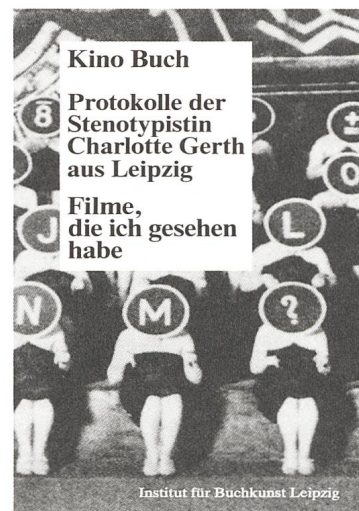 Kino Buch
Protokolle der
Stenotypistin
Charlotte Gerth
aus Leipzig
Filme,
die ich gesehen
habe
8
±
O
J
L
N
M
?
Institut für Buchkunst Leipzig